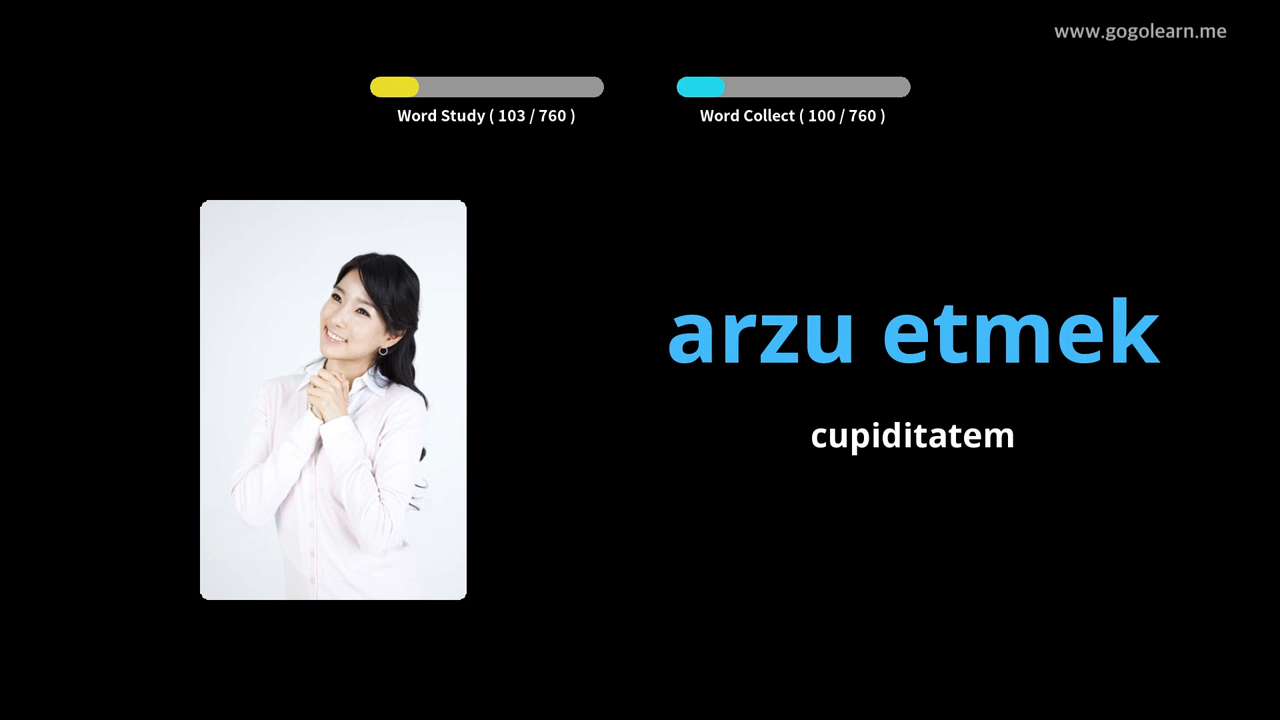 www.gogolearn.me
Word Study ( 103 / 760 )
Word Collect ( 100 / 760 )
arzu etmek
cupiditatem